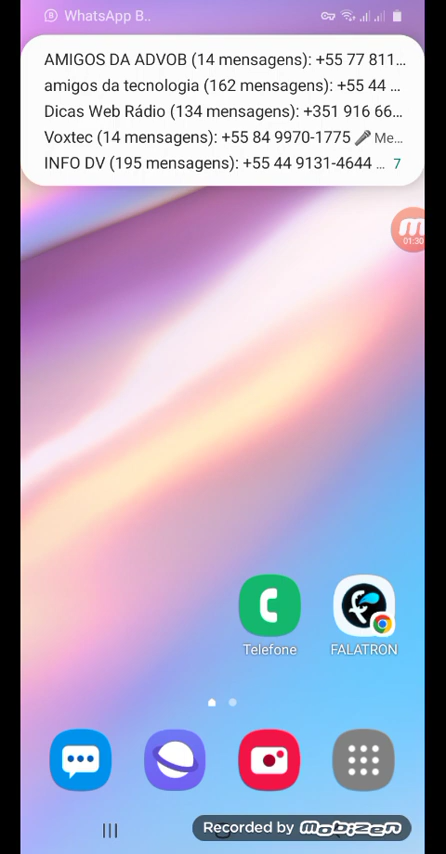 WhatsApp B..
AMIGOS DA ADVOB (14 mensagens): +55 77 811...
amigos da tecnologia (162 mensagens): +55 44 ...
Dicas Web Rádio (134 mensagens): +351 916 66...
Voxtec (14 mensagens): +55 84 9970-1775 🎤 Me...
INFO DV (195 mensagens): +55 44 9131-4644 ... 7
m
01:30
Telefone
FALATRON
Recorded by mobizen